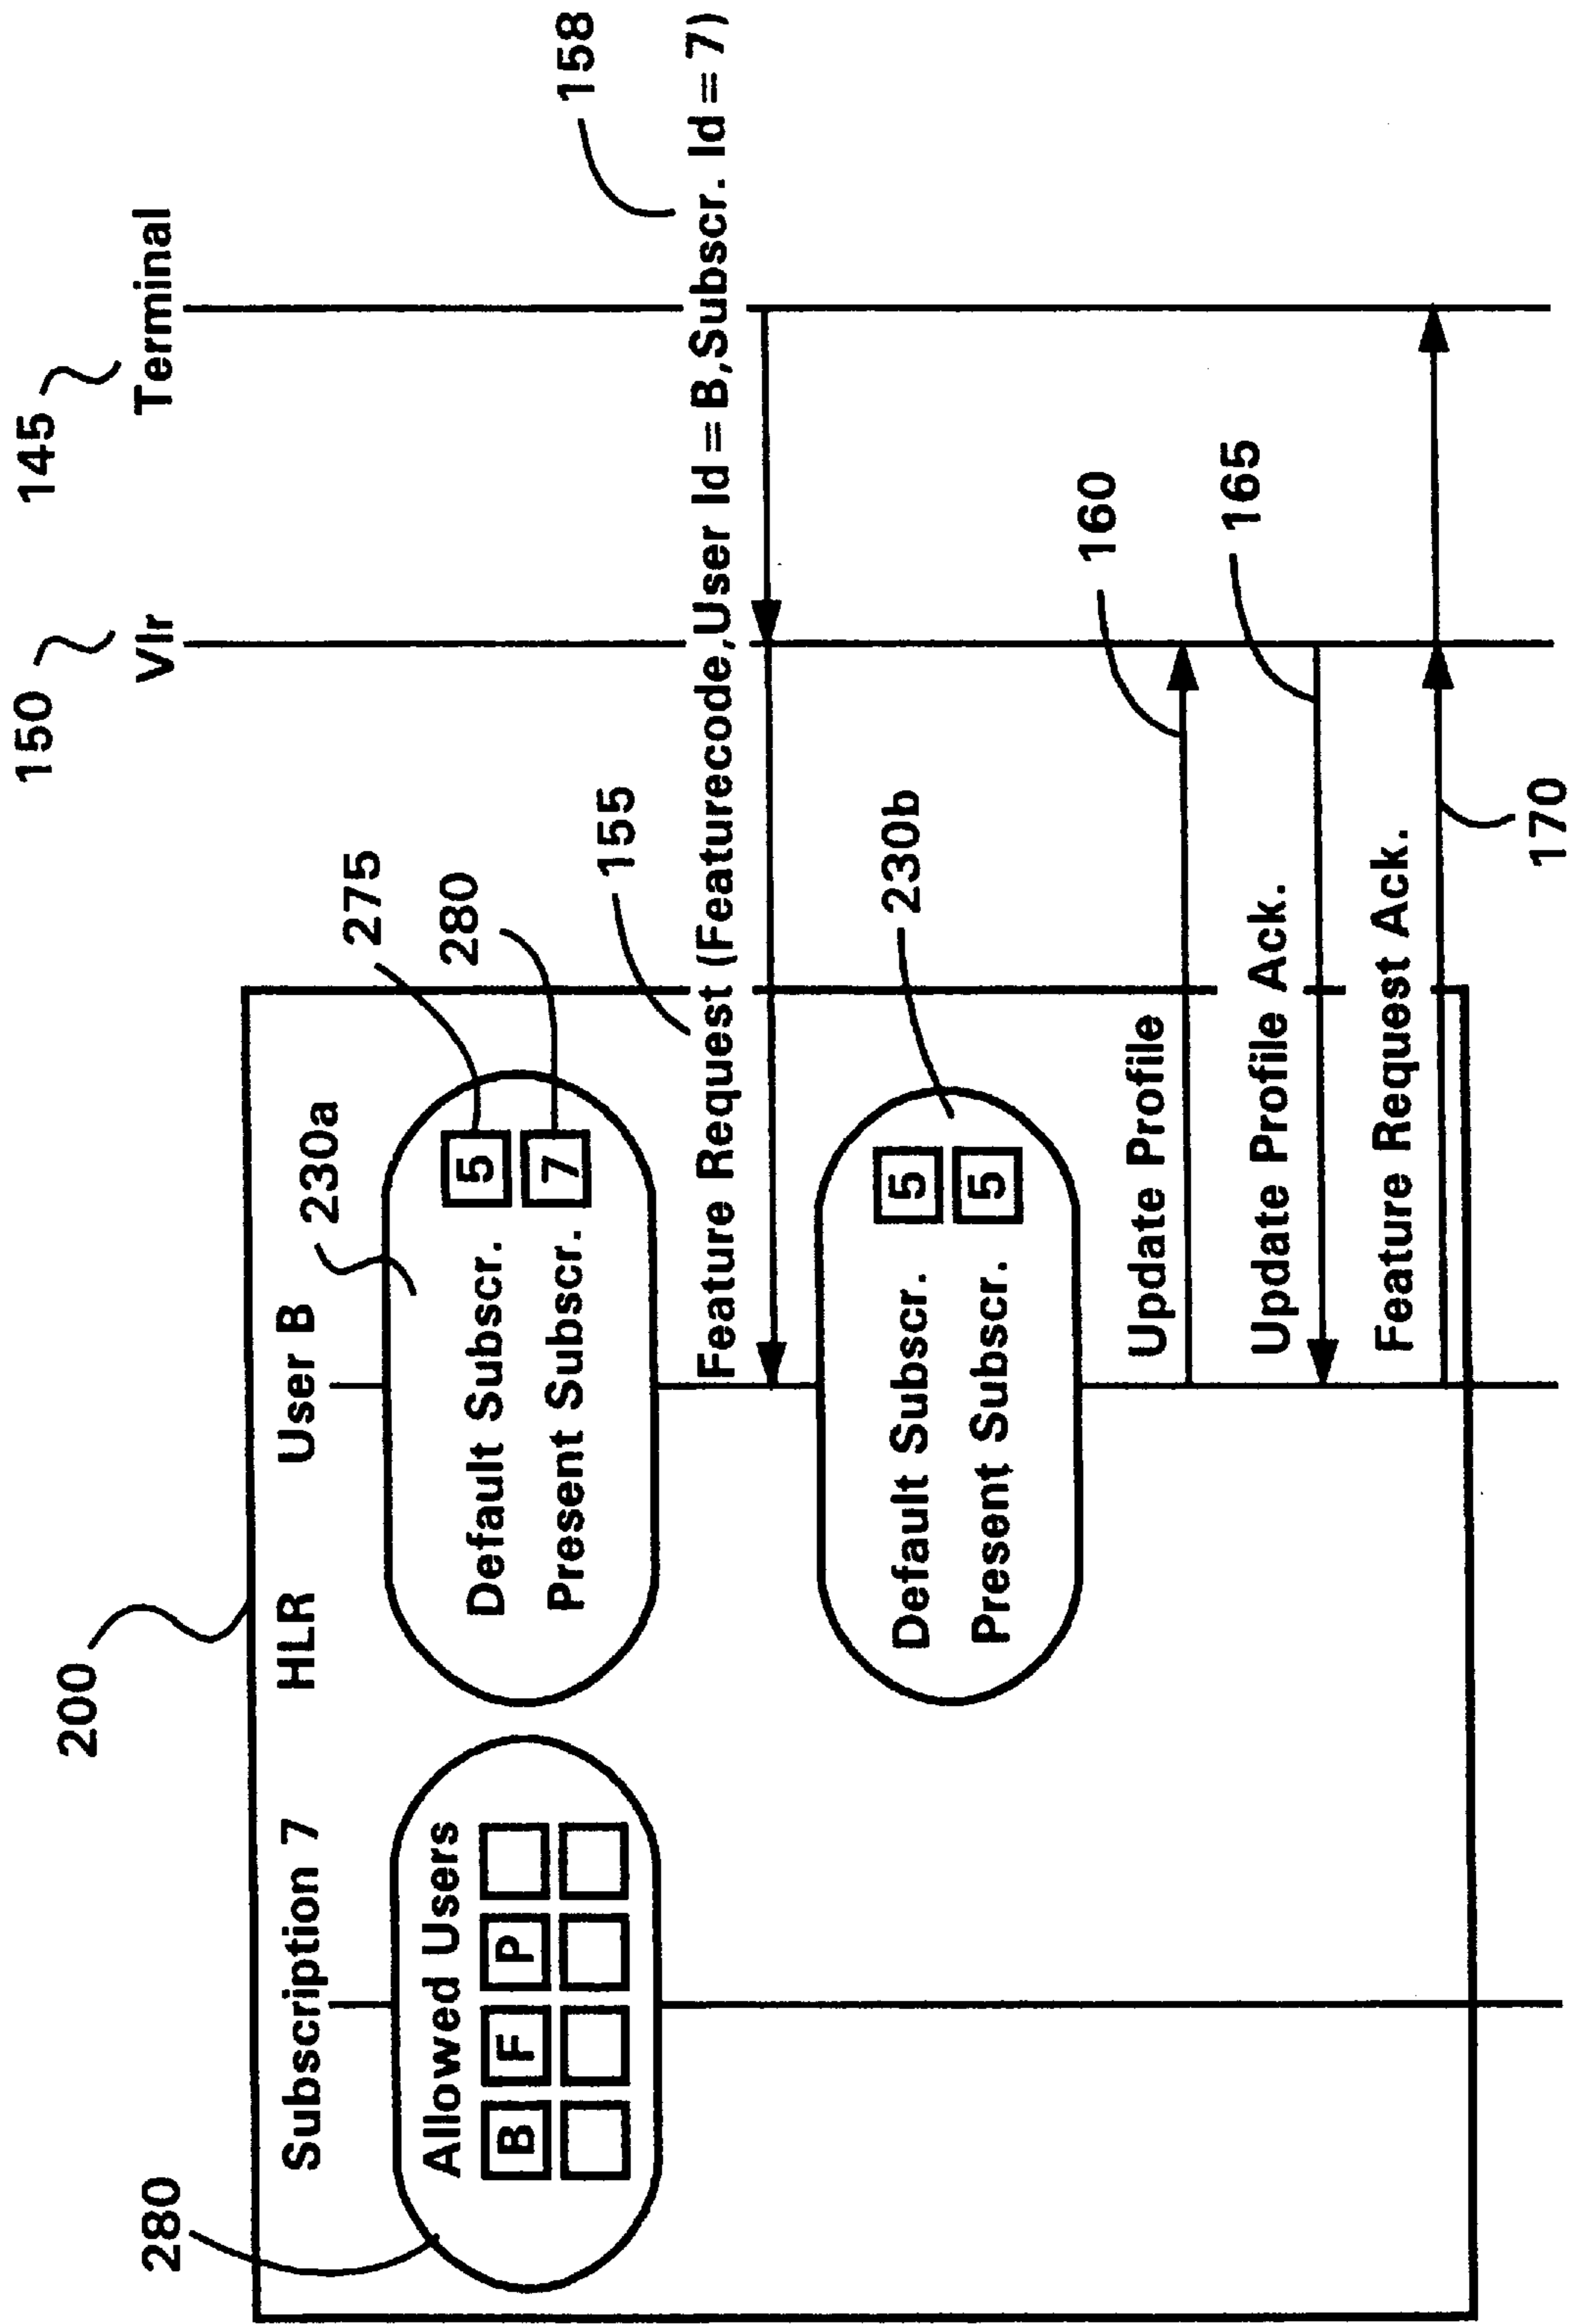 145
150
Terminal
Vlr
200
280
Subscription 7
HLR
User B
230a
275
280
Allowed Users
B F P
Default Subscr. 5
Present Subscr. 7
155
158
Feature Request (Featurecode,User Id=B,Subscr. Id=7)
230b
Default Subscr. 5
Present Subscr. 5
160
Update Profile
165
Update Profile Ack.
Feature Request Ack.
170